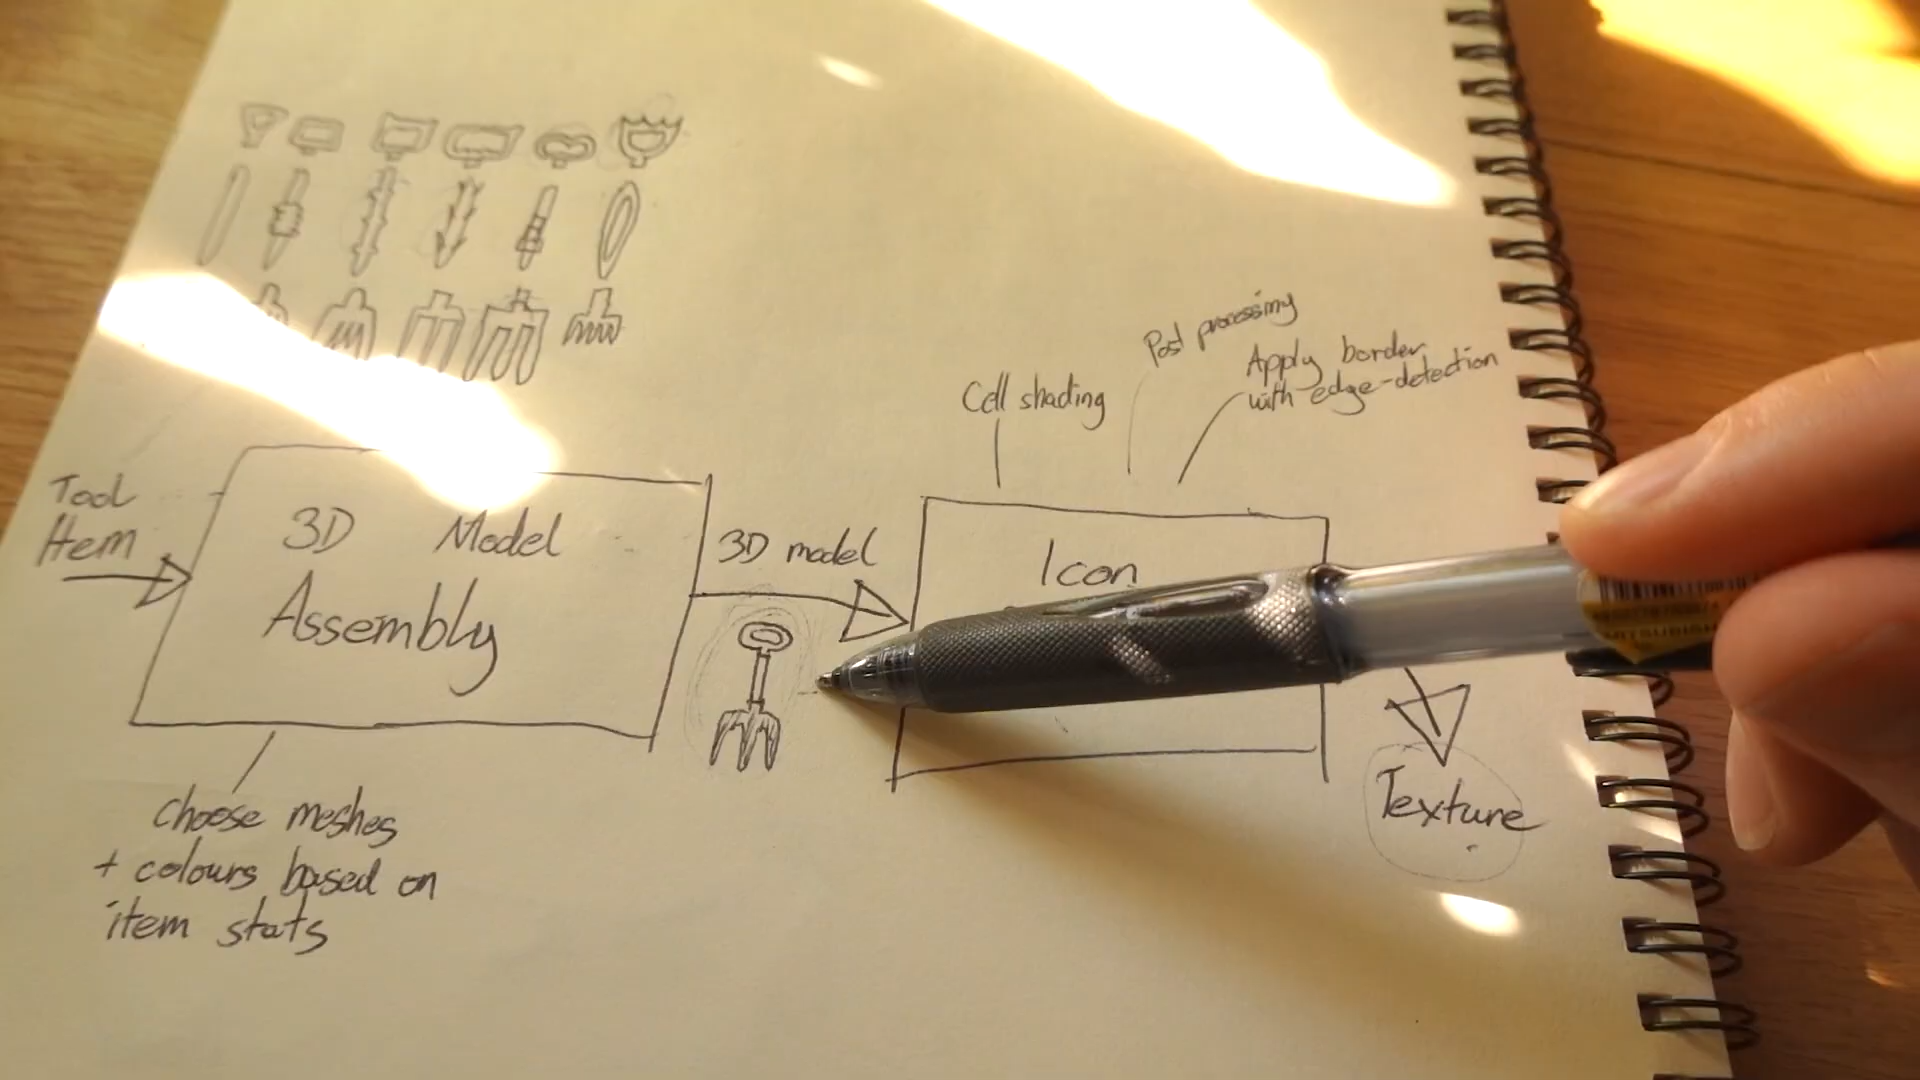 Cell shading
Post processing
Apply border
with edge-detection
Tool
Item
3D Model
Assembly
3D model
Icon
Texture
choose meshes
+ colours based on
item stats